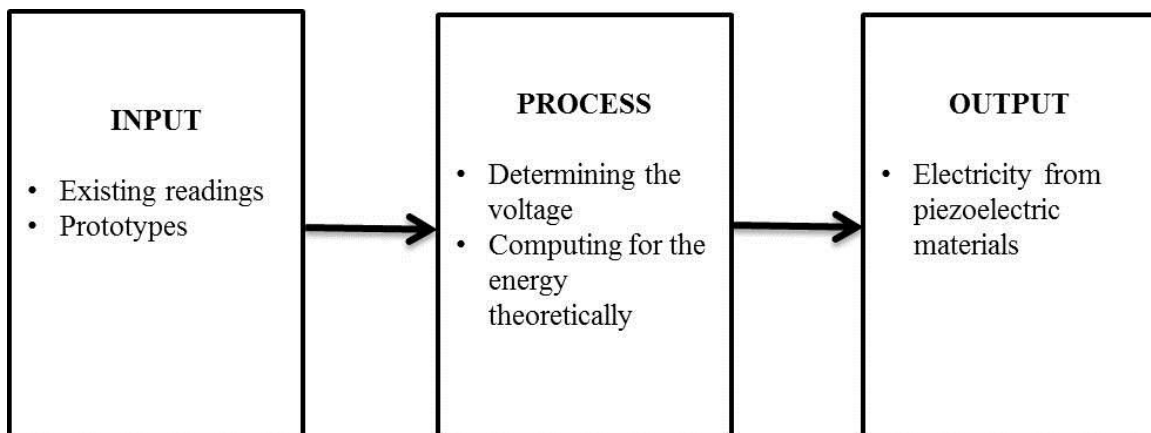 INPUT
• Existing readings
• Prototypes
PROCESS
• Determining the
voltage
• Computing for the
energy
theoretically
OUTPUT
• Electricity from
piezoelectric
materials